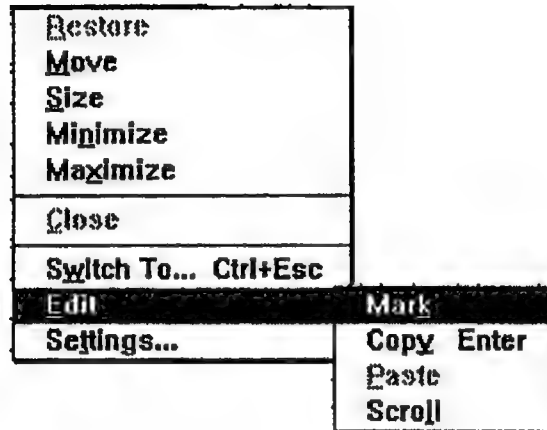 Restore
Move
Size
Minimize
Maximize
Close
Switch To... Ctrl+Esc
Edit
Settings...
Mark
Copy Enter
Paste
Scroll